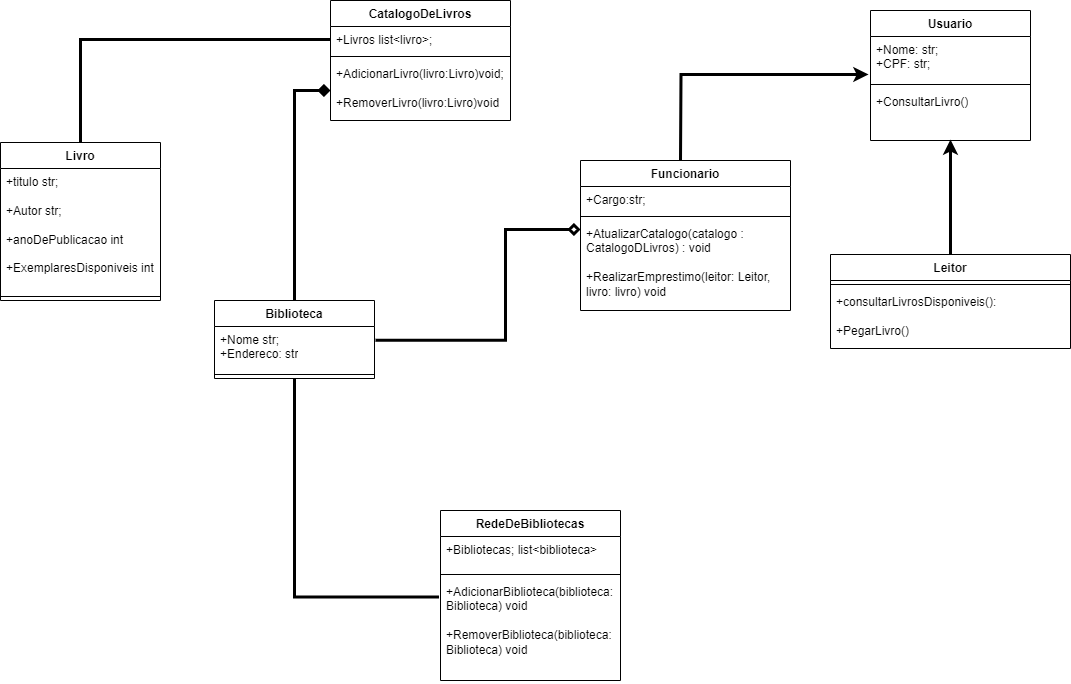 CatalogoDeLivros
+Livros list<livro>;
+AdicionarLivro(livro:Livro)void;
+RemoverLivro(livro:Livro)void
Usuario
+Nome: str;
+CPF: str;
+ConsultarLivro()
Livro
+titulo str;
+Autor str;
+anoDePublicacao int
+ExemplaresDisponiveis int
Funcionario
+Cargo:str;
+AtualizarCatalogo(catalogo :
CatalogoDLivros) : void
+RealizarEmprestimo(leitor: Leitor,
livro: livro) void
Leitor
+consultarLivrosDisponiveis():
+PegarLivro()
Biblioteca
+Nome str;
+Endereco: str
RedeDeBibliotecas
+Bibliotecas; list<biblioteca>
+AdicionarBiblioteca(biblioteca:
Biblioteca) void
+RemoverBiblioteca(biblioteca:
Biblioteca) void